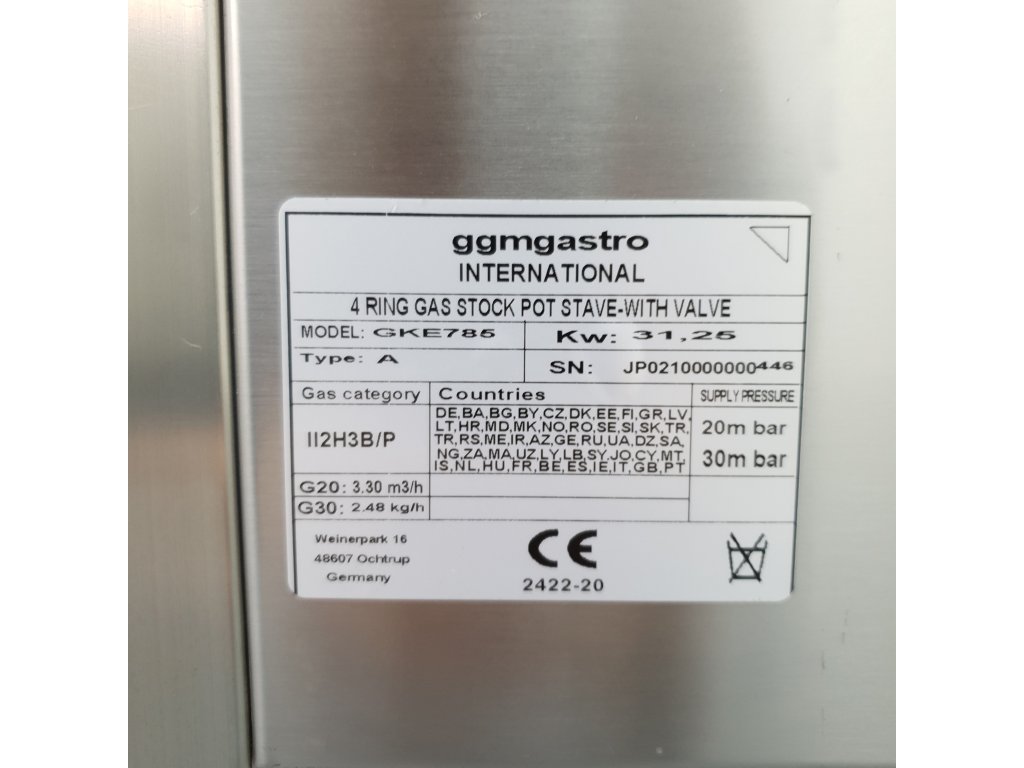 ggmgastro
INTERNATIONAL
4 RING GAS STOCK POT STAVE-WITH VALVE
MODEL: GKE785
Kw: 31,25
Type: A
SN: JP0210000000446
Gas category
Countries
SUPPLY PRESSURE
II2H3B/P
DE,BA,BG,BY,CZ,DK,EE,FI,GR,LV,
LT,HR,MD,MK,NO,RO,SE,SI,SK,TR,
TR,RS,ME,IR,AZ,GE,RU,UA,DZ,SA,
NG,ZA,MA,UZ,LY,LB,SY,JO,CY,MT,
IS,NL,HU,FR,BE,ES,IE,IT,GB,PT
20m bar
30m bar
G20: 3.30 m3/h
G30: 2.48 kg/h
Weinerpark 16
48607 Ochtrup
Germany
CE
2422-20